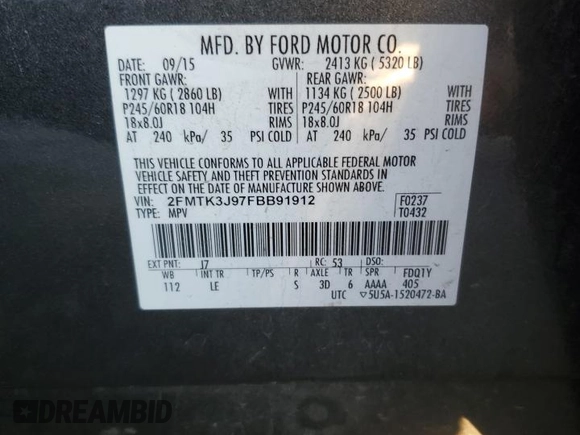 MFD. BY FORD MOTOR CO.
DATE: 09/15 GVWR: 2413 KG ( 5320 LB)
FRONT GAWR: REAR GAWR:
1297 KG ( 2860 LB) WITH 1134 KG ( 2500 LB) WITH
P245/60R18 104H TIRES P245/60R18 104H TIRES
18x8.0J RIMS 18x8.0J RIMS
AT 240 kPa/ 35 PSI COLD AT 240 kPa/ 35 PSI COLD
THIS VEHICLE CONFORMS TO ALL APPLICABLE FEDERAL MOTOR
VEHICLE SAFETY AND THEFT PREVENTION STANDARDS IN
EFFECT ON THE DATE OF MANUFACTURE SHOWN ABOVE.
VIN: 2FMTK3J97FBB91912 F0237
TYPE: MPV T0432
EXT PNT: J7 RC: 53 DSO:
WB INT TR TP/PS R AXLE TR SPR FDQTY
112 LE S 3D 6 AAAA 405
UTC ▽5U5A-1520472-BA
DREAMBID